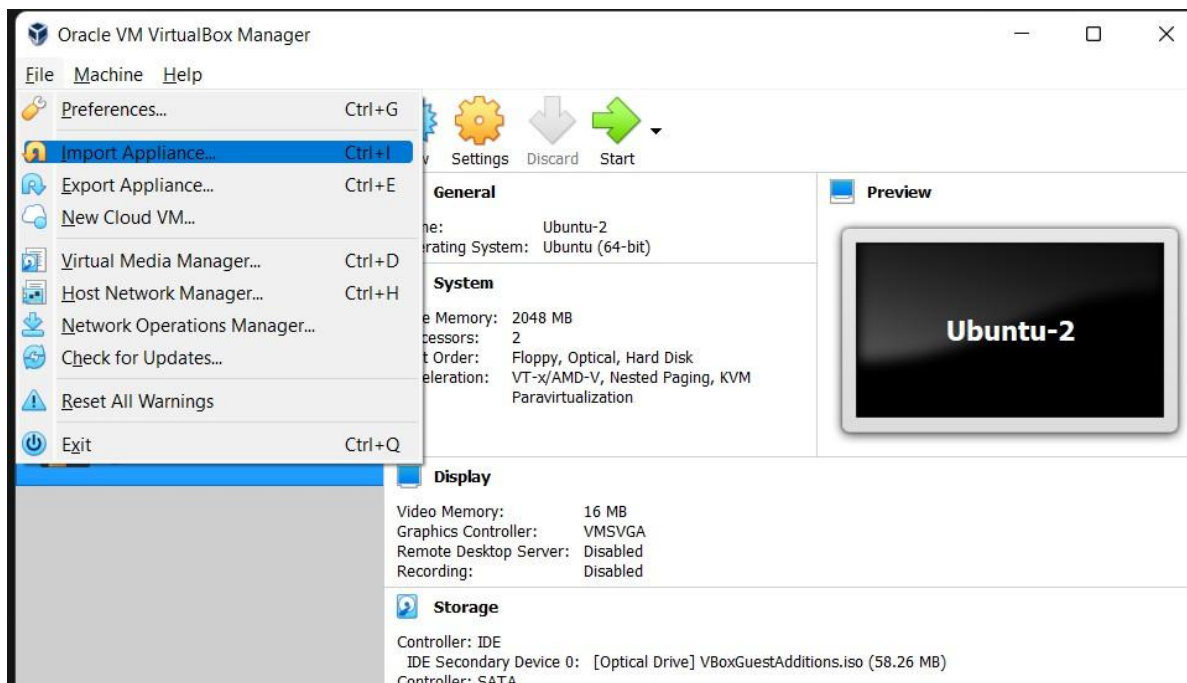 Oracle VM VirtualBox Manager
File Machine Help
Preferences... Ctrl+G
Import Appliance... Ctrl+I
Export Appliance... Ctrl+E
New Cloud VM...
Virtual Media Manager... Ctrl+D
Host Network Manager... Ctrl+H
Network Operations Manager...
Check for Updates...
Reset All Warnings
Exit Ctrl+Q
Settings Discard Start
General
Ubuntu-2
System: Ubuntu (64-bit)
System
Memory: 2048 MB
2
Order: Floppy, Optical, Hard Disk
VT-x/AMD-V, Nested Paging, KVM
Paravirtualization
Preview
Ubuntu-2
Display
Video Memory: 16 MB
Graphics Controller: VMSVGA
Remote Desktop Server: Disabled
Recording: Disabled
Storage
Controller: IDE
IDE Secondary Device 0: [Optical Drive] VBoxGuestAdditions.iso (58.26 MB)
Controller: SATA